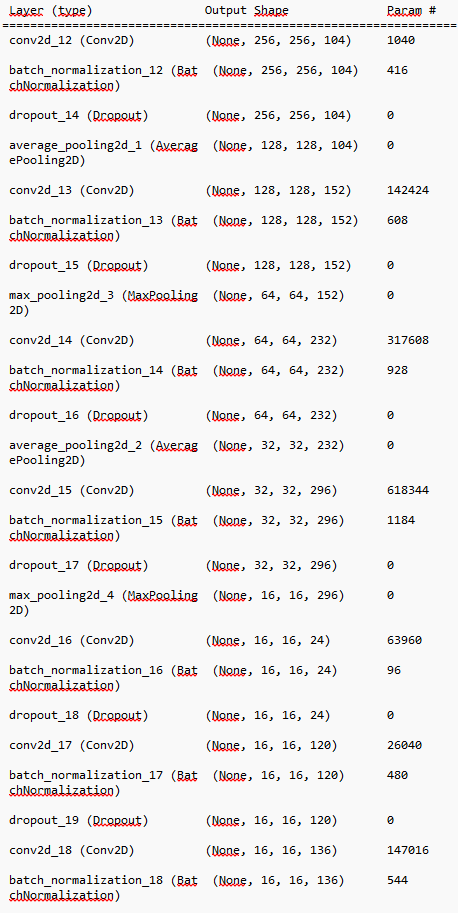 Layer (type) Output Shape Param #
=================================================================
conv2d_12 (Conv2D) (None, 256, 256, 104) 1040
batch_normalization_12 (Bat (None, 256, 256, 104) 416
chNormalization)
dropout_14 (Dropout) (None, 256, 256, 104) 0
average_pooling2d_1 (Averag (None, 128, 128, 104) 0
ePooling2D)
conv2d_13 (Conv2D) (None, 128, 128, 152) 142424
batch_normalization_13 (Bat (None, 128, 128, 152) 608
chNormalization)
dropout_15 (Dropout) (None, 128, 128, 152) 0
max_pooling2d_3 (MaxPooling (None, 64, 64, 152) 0
2D)
conv2d_14 (Conv2D) (None, 64, 64, 232) 317608
batch_normalization_14 (Bat (None, 64, 64, 232) 928
chNormalization)
dropout_16 (Dropout) (None, 64, 64, 232) 0
average_pooling2d_2 (Averag (None, 32, 32, 232) 0
ePooling2D)
conv2d_15 (Conv2D) (None, 32, 32, 296) 618344
batch_normalization_15 (Bat (None, 32, 32, 296) 1184
chNormalization)
dropout_17 (Dropout) (None, 32, 32, 296) 0
max_pooling2d_4 (MaxPooling (None, 16, 16, 296) 0
2D)
conv2d_16 (Conv2D) (None, 16, 16, 24) 63960
batch_normalization_16 (Bat (None, 16, 16, 24) 96
chNormalization)
dropout_18 (Dropout) (None, 16, 16, 24) 0
conv2d_17 (Conv2D) (None, 16, 16, 120) 26040
batch_normalization_17 (Bat (None, 16, 16, 120) 480
chNormalization)
dropout_19 (Dropout) (None, 16, 16, 120) 0
conv2d_18 (Conv2D) (None, 16, 16, 136) 147016
batch_normalization_18 (Bat (None, 16, 16, 136) 544
chNormalization)